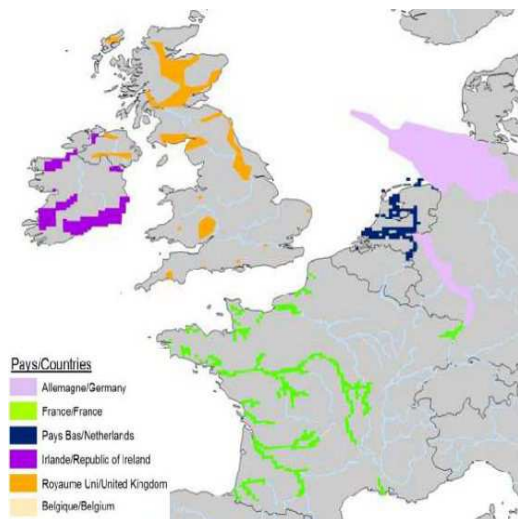 Pays/Countries
Allemagne/Germany
France/France
Pays Bas/Netherlands
Irlande/Republic of Ireland
Royaume Uni/United Kingdom
Belgique/Belgium